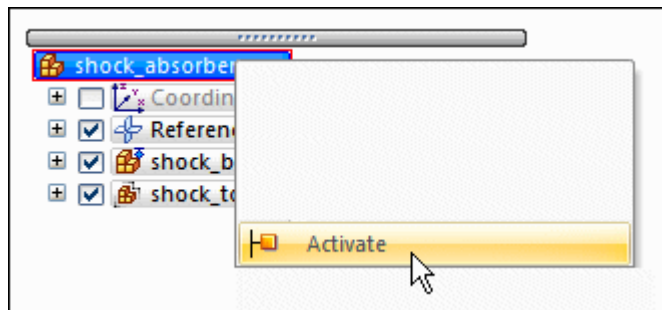 shock_absorber
Coordin
Referen
shock_b
shock_to
Activate